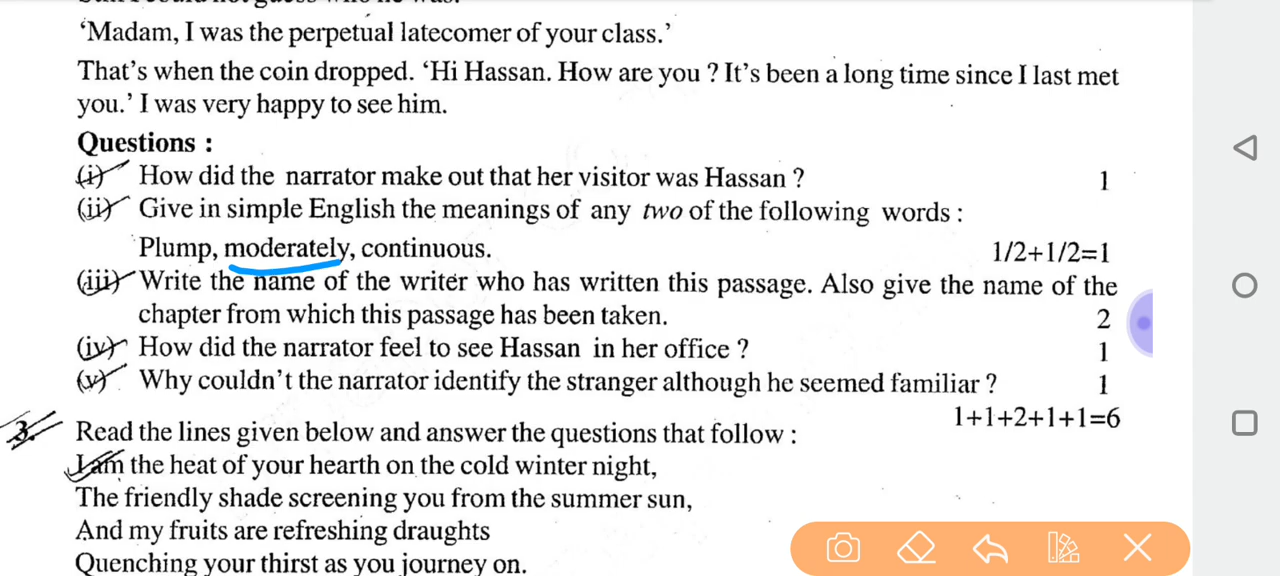 'Madam, I was the perpetual latecomer of your class.'
That's when the coin dropped. 'Hi Hassan. How are you ? It's been a long time since I last met
you.' I was very happy to see him.
Questions :
(i) How did the narrator make out that her visitor was Hassan ? 1
(ii) Give in simple English the meanings of any two of the following words :
Plump, moderately, continuous. 1/2+1/2=1
(iii) Write the name of the writer who has written this passage. Also give the name of the
chapter from which this passage has been taken. 2
(iv) How did the narrator feel to see Hassan in her office ? 1
(v) Why couldn't the narrator identify the stranger although he seemed familiar ? 1
1+1+2+1+1=6
3. Read the lines given below and answer the questions that follow :
I am the heat of your hearth on the cold winter night,
The friendly shade screening you from the summer sun,
And my fruits are refreshing draughts
Quenching your thirst as you journey on.